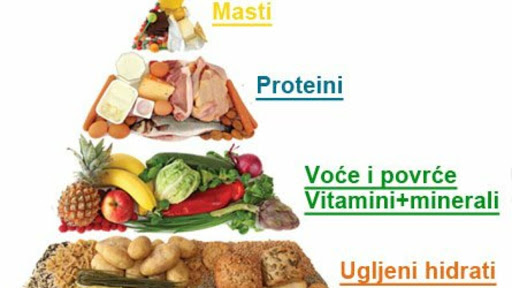 Masti
Proteini
Voće i povrće
Vitamini+minerali
Ugljeni hidrati